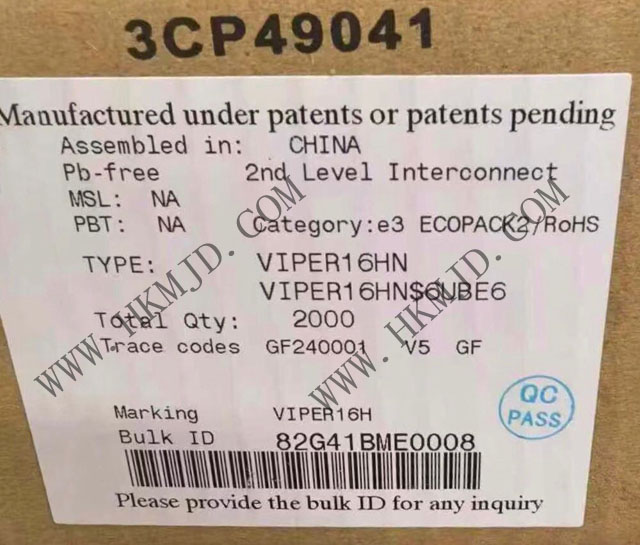 3CP49041
Manufactured under patents or patents pending
Assembled in: CHINA
Pb-free 2nd Level Interconnect
MSL: NA
PBT: NA Category:e3 ECOPACK2/RoHS
TYPE: VIPER16HN
VIPER16HN$6UBE6
Total Qty: 2000
Trace codes GF240001 V5 GF
Marking VIPER16H
Bulk ID 82G41BME0008
Please provide the bulk ID for any inquiry
QC
PASS
WWW.HKMJD.COM
WWW.HKMJD.COM